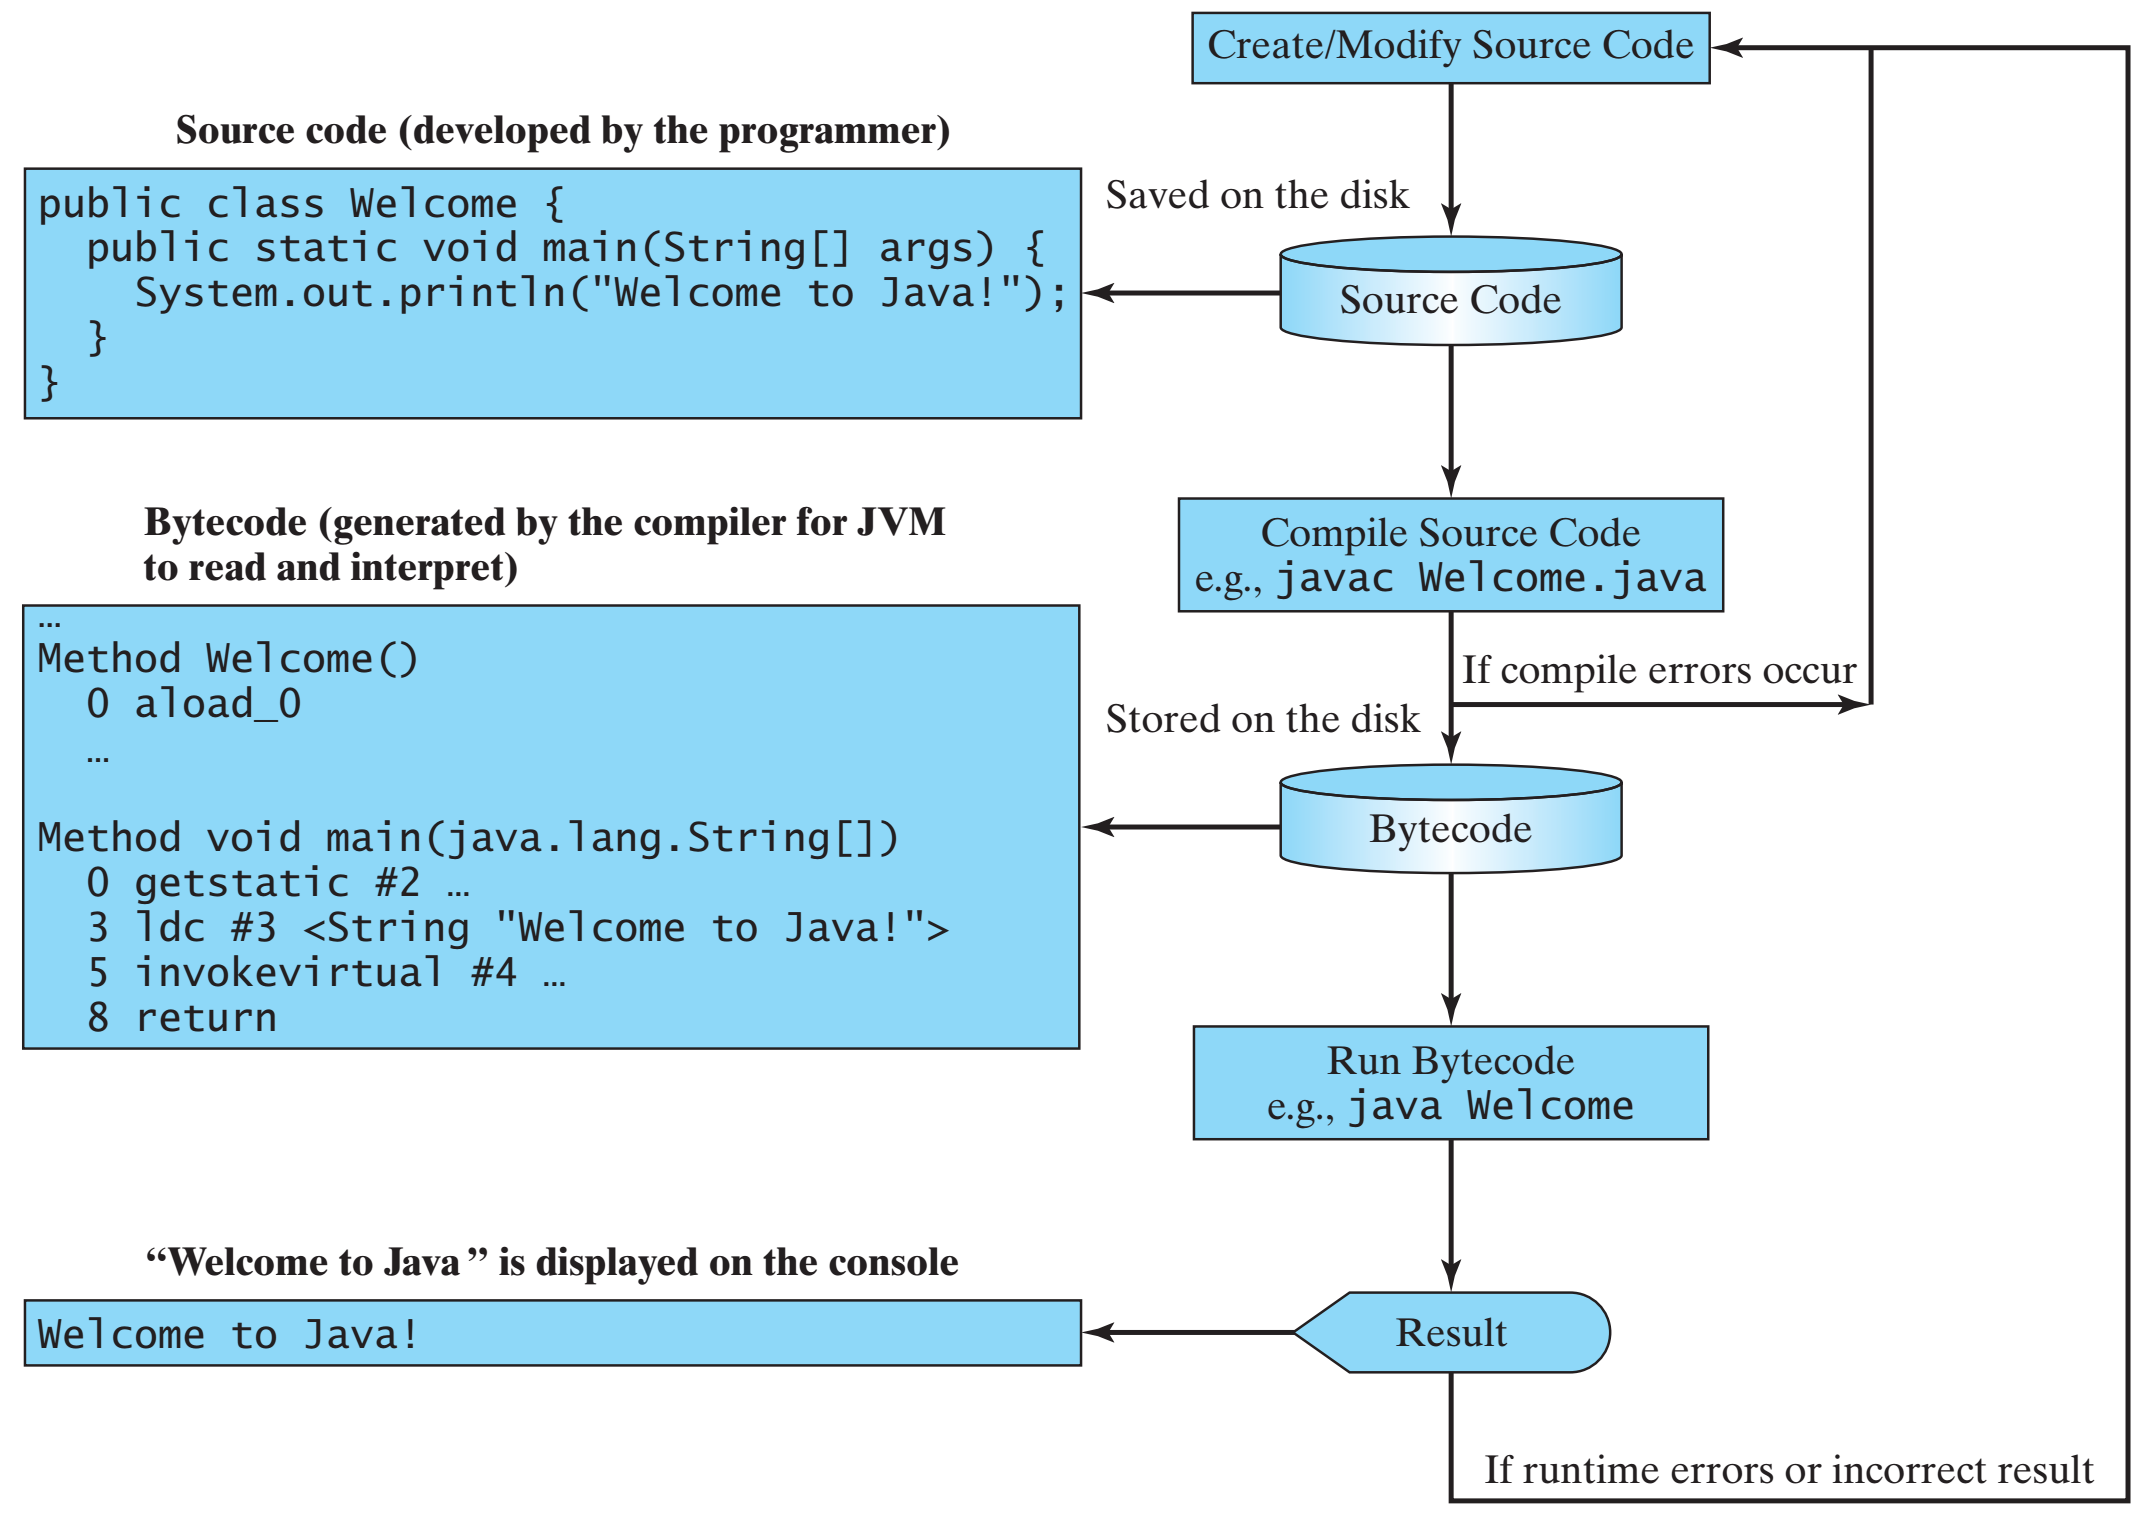 Create/Modify Source Code
Source code (developed by the programmer)
public class Welcome {
  public static void main(String[] args) {
    System.out.println("Welcome to Java!");
  }
}
Saved on the disk
Source Code
Compile Source Code
e.g., javac Welcome.java
If compile errors occur
Bytecode (generated by the compiler for JVM
to read and interpret)
…
Method Welcome()
  0 aload_0
  …
Method void main(java.lang.String[])
  0 getstatic #2 …
  3 ldc #3 <String "Welcome to Java!">
  5 invokevirtual #4 …
  8 return
Stored on the disk
Bytecode
Run Bytecode
e.g., java Welcome
“Welcome to Java” is displayed on the console
Welcome to Java!
Result
If runtime errors or incorrect result